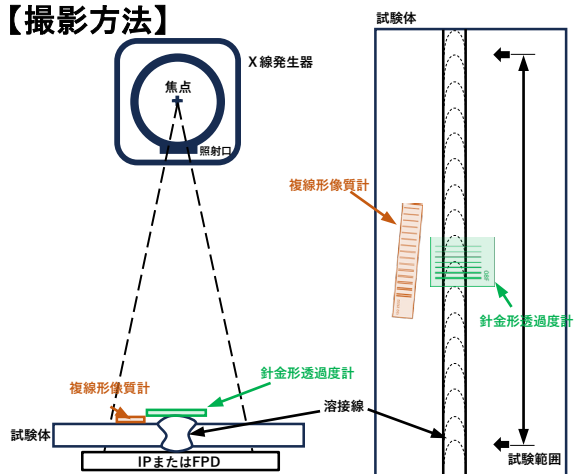 【撮影方法】
X線発生器
焦点
照射口
複線形像質計
針金形透過度計
試験体
溶接線
IPまたはFPD
試験体
複線形像質計
針金形透過度計
試験範囲